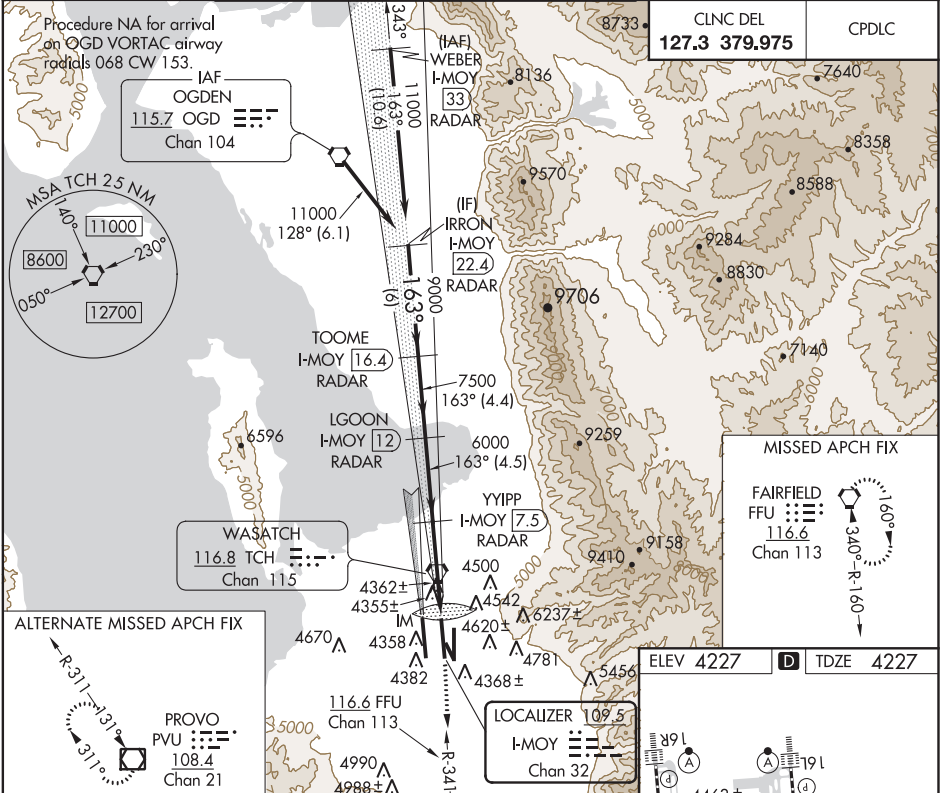 Procedure NA for arrival
on OGD VORTAC airway
radials 068 CW 153.
IAF
OGDEN
115.7 OGD
Chan 104
343°
11000
163°
(10.6)
(IAF)
WEBER
I-MOY
33
RADAR
8733
CLNC DEL
127.3 379.975
CPDLC
5000
8136
7640
5000
8358
9570
8588
MSA TCH 25 NM
140°
11000
230°
8600
050°
12700
11000
128° (6.1)
(IF)
IRRON
I-MOY
22.4
RADAR
6000
9284
8830
9706
7140
6000
(6)
163°
9000
TOOME
I-MOY 16.4
RADAR
7500
163° (4.4)
LGOON
I-MOY 12
RADAR
6000
163° (4.5)
9259
6596
5000
YYIPP
I-MOY 7.5
RADAR
MISSED APCH FIX
FAIRFIELD
FFU
116.6
Chan 113
160°
340°
R-160
WASATCH
116.8 TCH
Chan 115
9158
9410
5000
4500
4362±
4355±
4542
IM
4620±
6237±
4670
4358
4781
4382
4368±
5456
ALTERNATE MISSED APCH FIX
R-311
131°
311°
PROVO
PVU
108.4
Chan 21
5000
116.6 FFU
Chan 113
R-341
4990
4988±
LOCALIZER 109.5
I-MOY
Chan 32
ELEV 4227
D
TDZE 4227
16R
A
P
A
16L
P